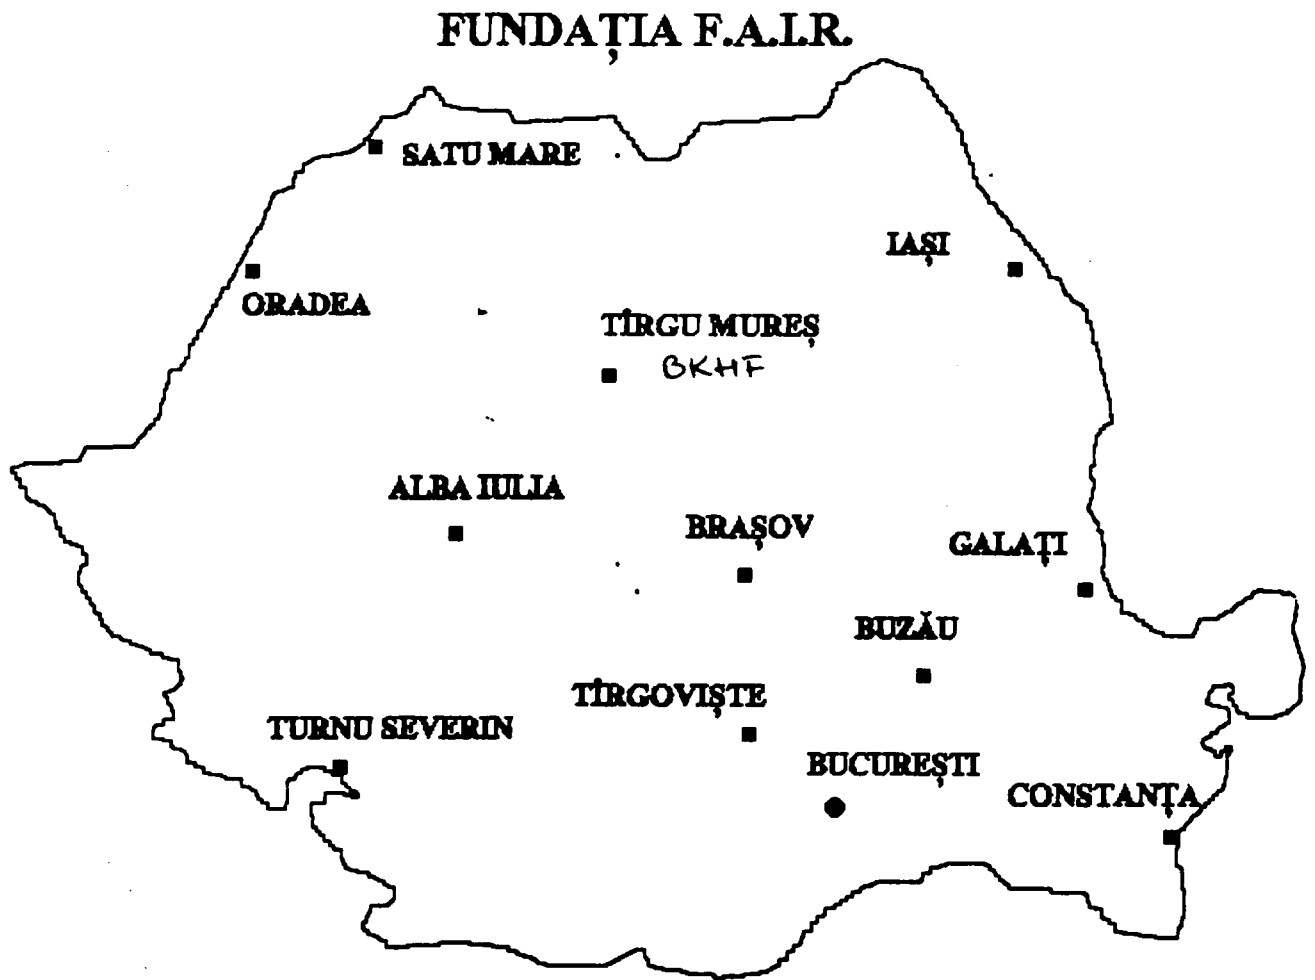 FUNDAȚIA F.A.I.R.
SATU MARE
IAȘI
ORADEA
TÎRGU MUREȘ
BKHF
ALBA IULIA
BRAȘOV
GALAȚI
BUZĂU
TÎRGOVIȘTE
TURNU SEVERIN
BUCUREȘTI
CONSTANȚA